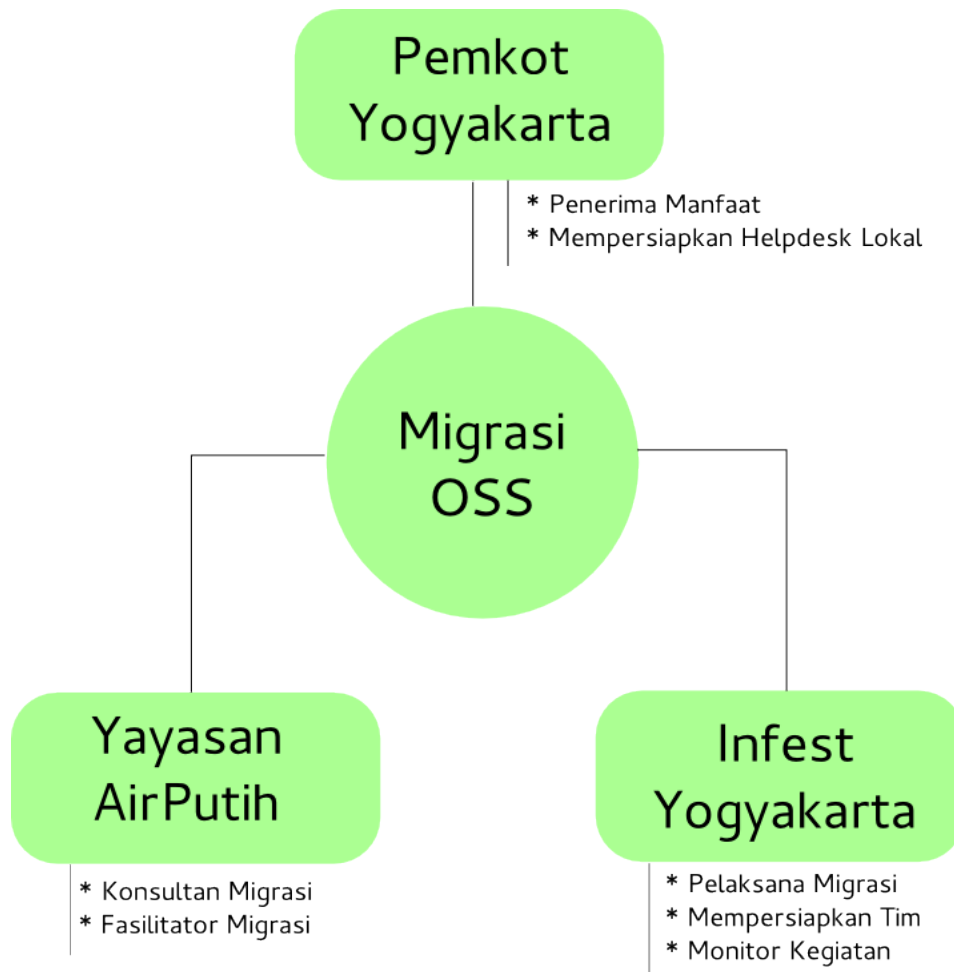 Pemkot
Yogyakarta
* Penerima Manfaat
* Mempersiapkan Helpdesk Lokal
Migrasi
OSS
Yayasan
AirPutih
* Konsultan Migrasi
* Fasilitator Migrasi
Infest
Yogyakarta
* Pelaksana Migrasi
* Mempersiapkan Tim
* Monitor Kegiatan